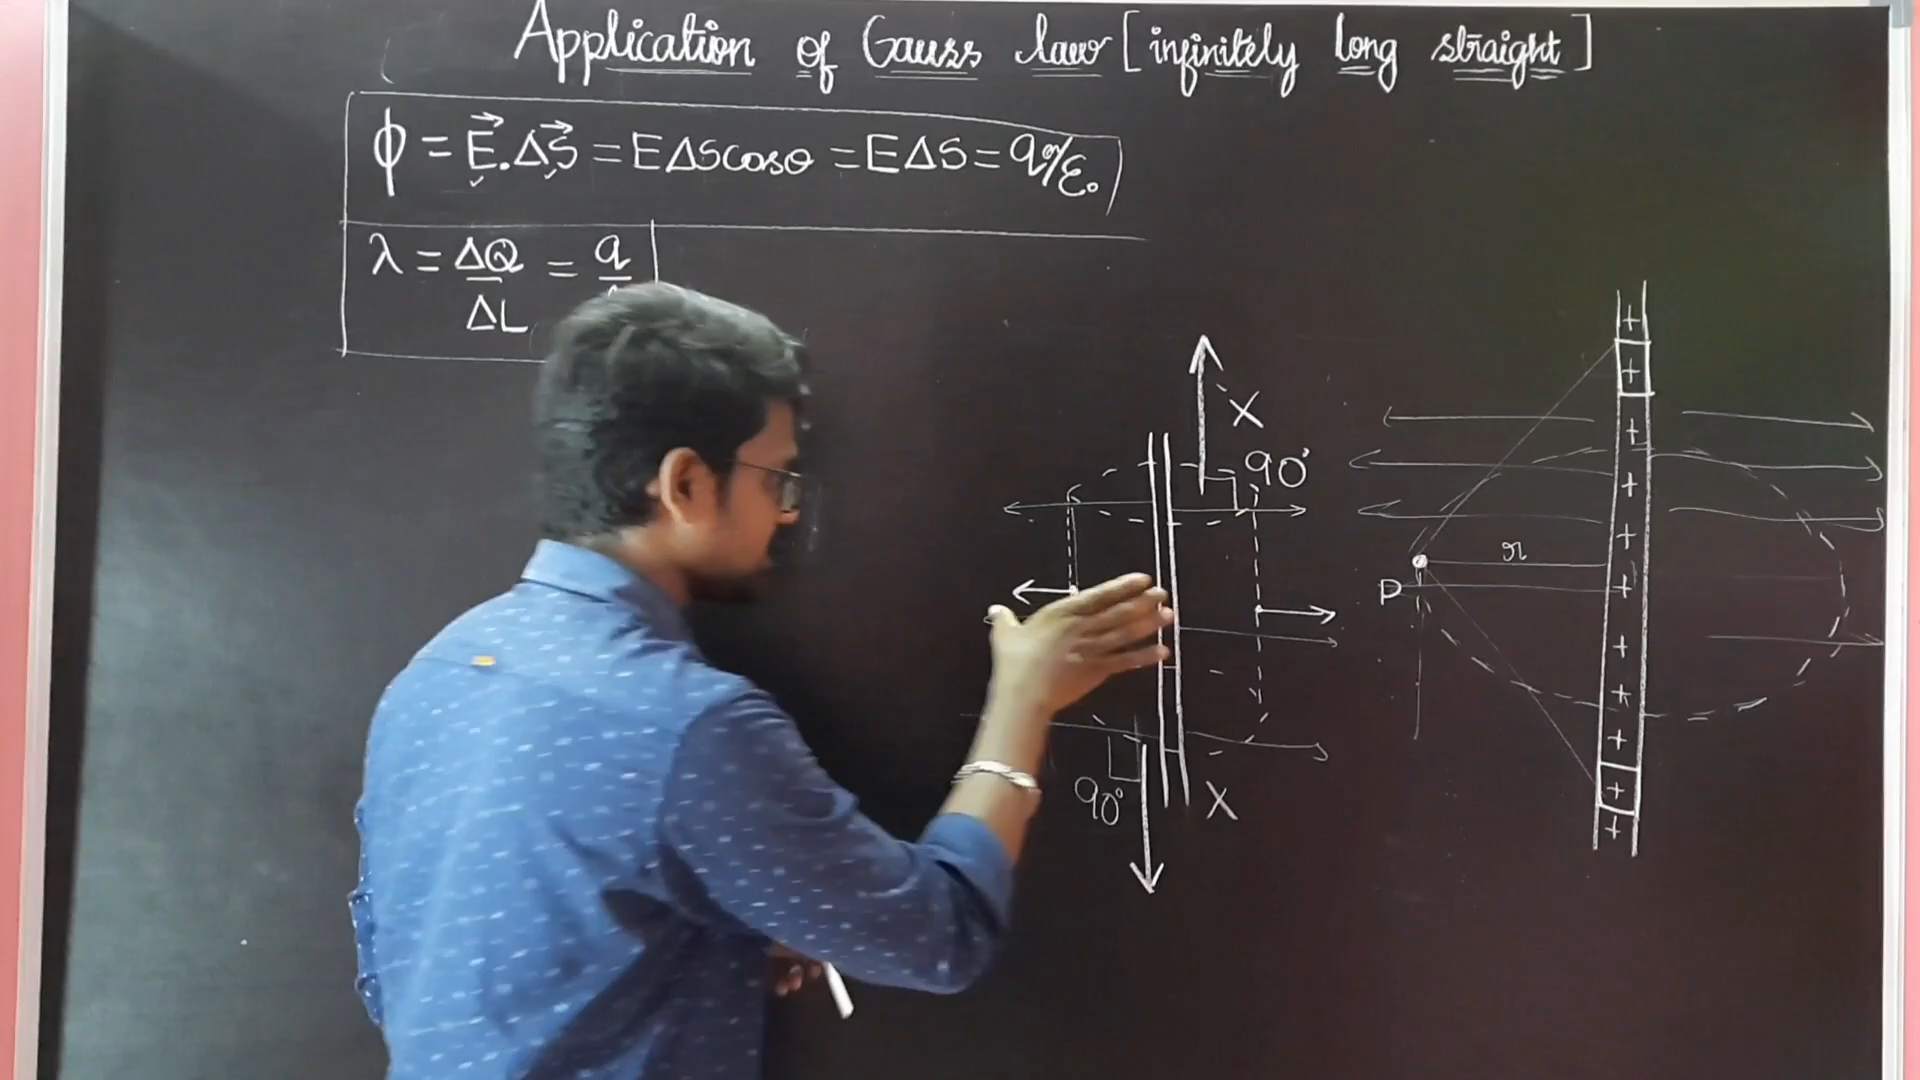 Application of Gauss law [infinitely long straight]
ϕ = E⃗.ΔS⃗ = EΔScosθ = EΔS = q/ε₀
λ = ΔQ/ΔL = q
X
90°
r
P
90°
X
+
+
+
+
+
+
+
+
+
+
+